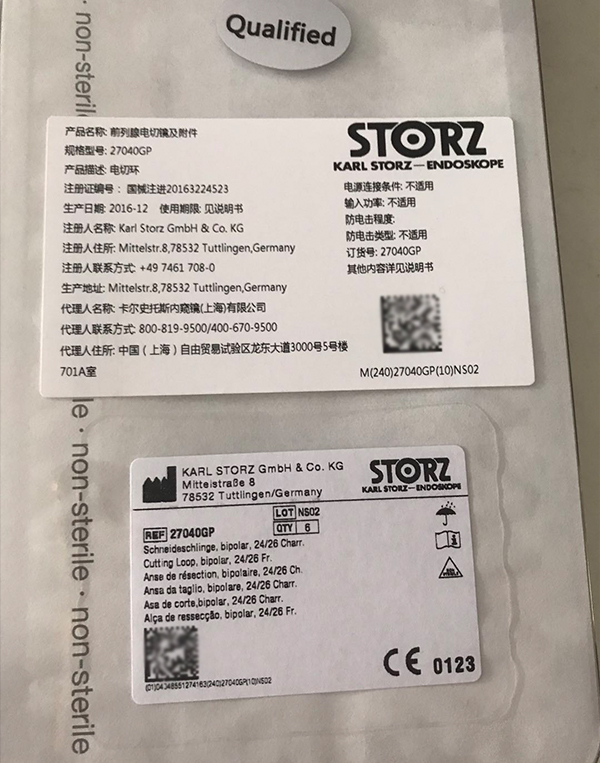 Qualified
· non-sterile
产品名称: 前列腺电切镜及附件
规格型号: 27040GP
产品描述: 电切环
注册证编号: 国械注进20163224523
生产日期: 2016-12 使用期限: 见说明书
注册人名称: Karl Storz GmbH & Co. KG
注册人住所: Mittelstr.8,78532 Tuttlingen,Germany
注册人联系方式: +49 7461 708-0
生产地址: Mittelstr.8,78532 Tuttlingen,Germany
代理人名称: 卡尔史托斯内窥镜(上海)有限公司
代理人联系方式: 800-819-9500/400-670-9500
代理人住所: 中国（上海）自由贸易试验区龙东大道3000号5号楼
701A室
STORZ
KARL STORZ—ENDOSKOPE
电源连接条件: 不适用
输入功率: 不适用
防电击程度:
防电击类型: 不适用
订货号: 27040GP
其他内容详见说明书
M(240)27040GP(10)NS02
le · non-sterile · non-sterile
KARL STORZ GmbH & Co. KG
Mittelstraße 8
78532 Tuttlingen/Germany
STORZ
KARL STORZ—ENDOSKOPE
LOT NS02
QTY 6
REF 27040GP
Schneideschlinge, bipolar, 24/26 Charr.
Cutting Loop, bipolar, 24/26 Fr.
Anse de résection, bipolaire, 24/26 Ch.
Ansa da taglio, bipolare, 24/26 Charr.
Asa de corte,bipolar, 24/26 Charr.
Alça de ressecção, bipolar, 24/26 Fr.
CE 0123